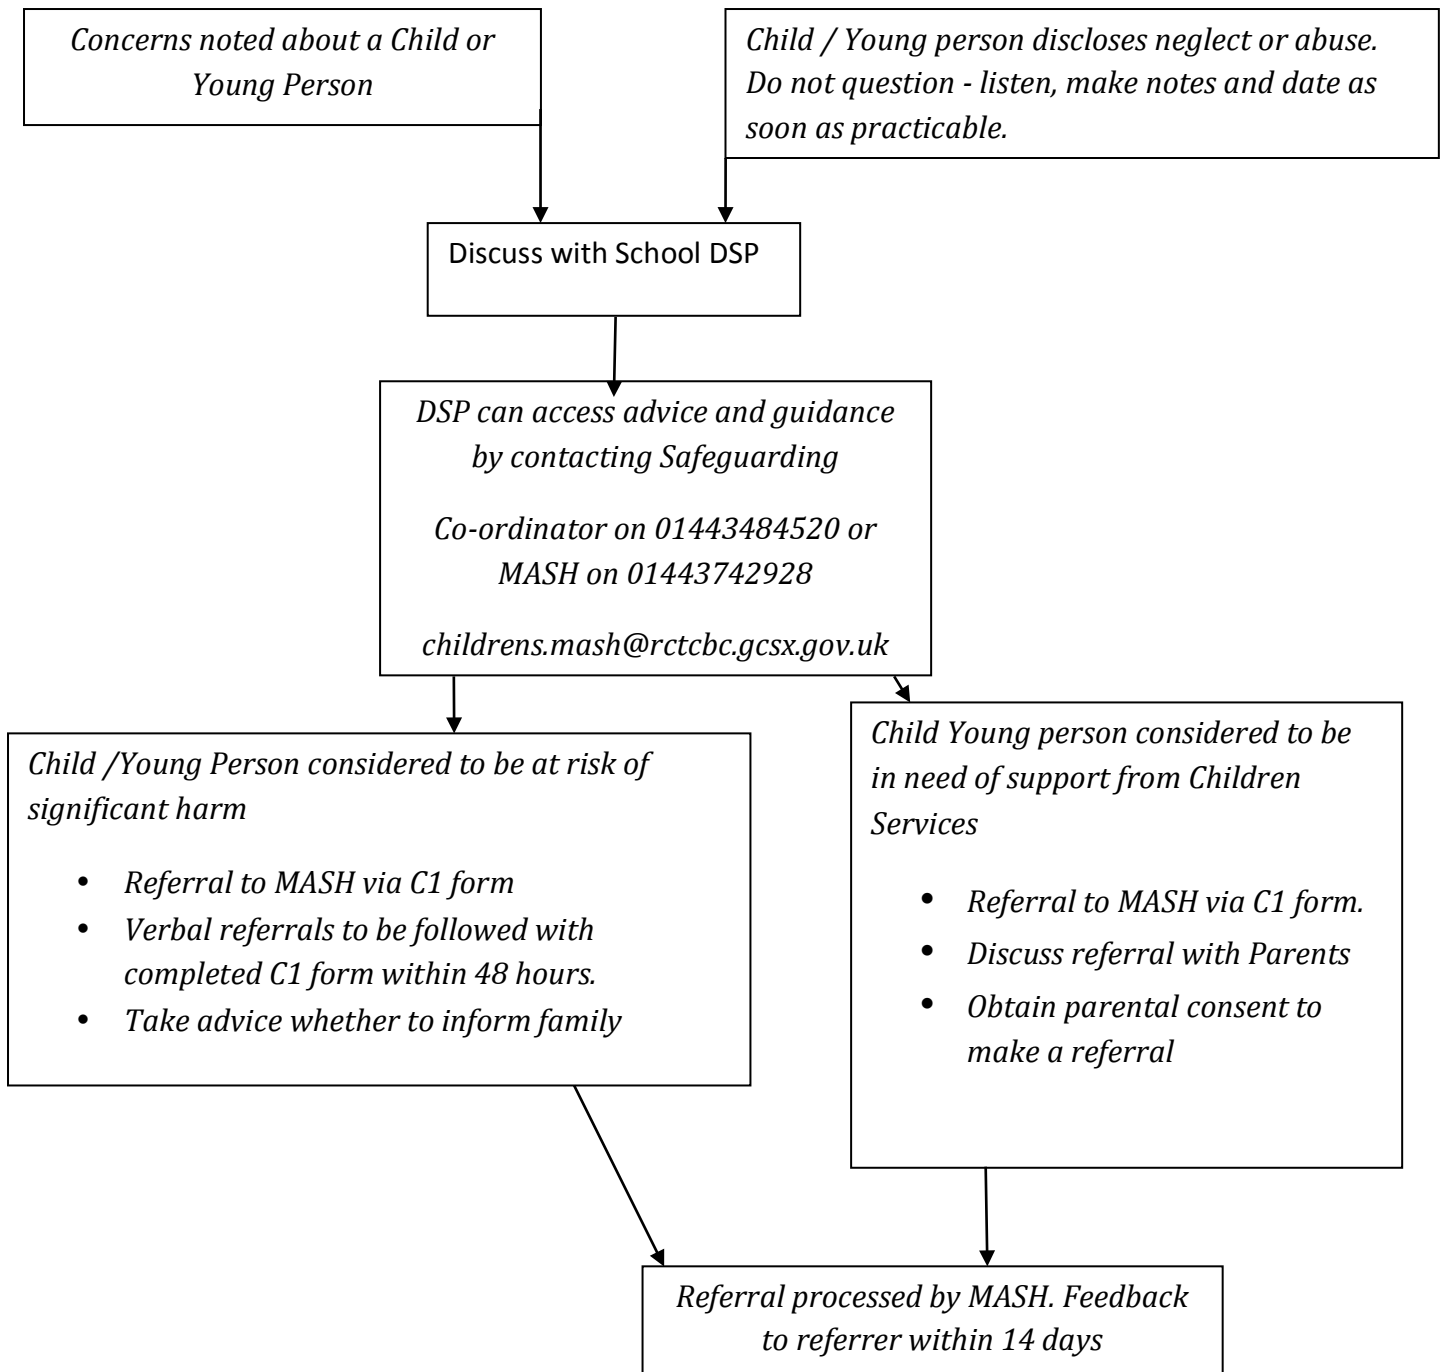 Concerns noted about a Child or
Young Person
Child / Young person discloses neglect or abuse.
Do not question - listen, make notes and date as
soon as practicable.
Discuss with School DSP
DSP can access advice and guidance
by contacting Safeguarding
Co-ordinator on 01443484520 or
MASH on 01443742928
childrens.mash@rctcbc.gcsx.gov.uk
Child /Young Person considered to be at risk of
significant harm
• Referral to MASH via C1 form
• Verbal referrals to be followed with
completed C1 form within 48 hours.
• Take advice whether to inform family
Child Young person considered to be
in need of support from Children
Services
• Referral to MASH via C1 form.
• Discuss referral with Parents
• Obtain parental consent to
make a referral
Referral processed by MASH. Feedback
to referrer within 14 days